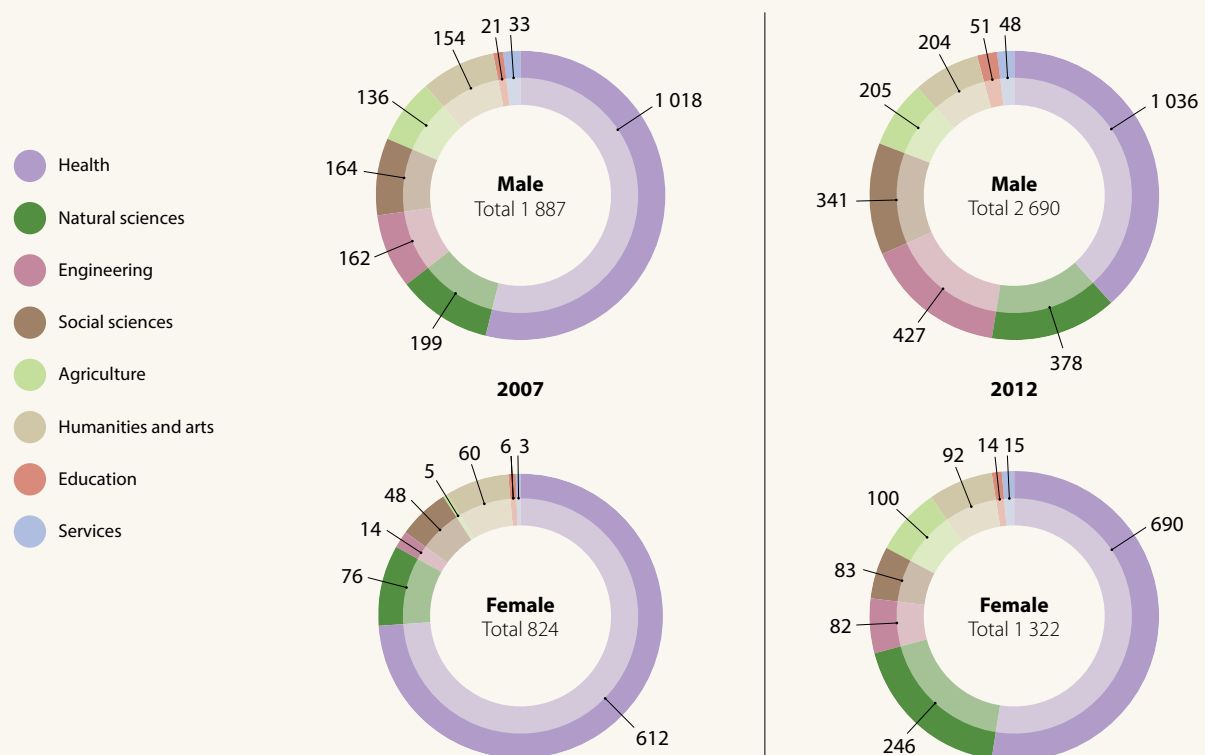 Health
Natural sciences
Engineering
Social sciences
Agriculture
Humanities and arts
Education
Services
154
21
33
136
1 018
164
Male
Total 1 887
162
199
2007
204
51
48
205
1 036
341
Male
Total 2 690
427
378
2012
5
60
6
3
48
14
76
Female
Total 824
612
92
14
15
100
690
83
82
Female
Total 1 322
246